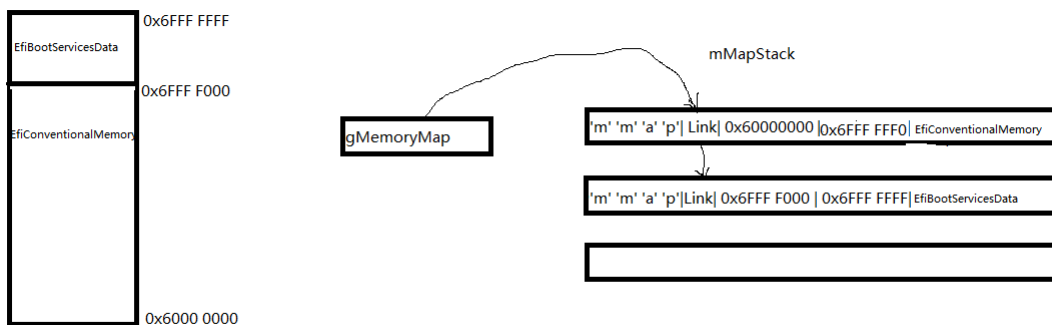 0x6FFF FFFF
EfiBootServicesData
0x6FFF F000
EfiConventionalMemory
0x6000 0000
gMemoryMap
mMapStack
'm' 'm' 'a' 'p'| Link| 0x60000000 |0x6FFF FFF0| EfiConventionalMemory
'm' 'm' 'a' 'p'|Link| 0x6FFF F000 | 0x6FFF FFFF| EfiBootServicesData